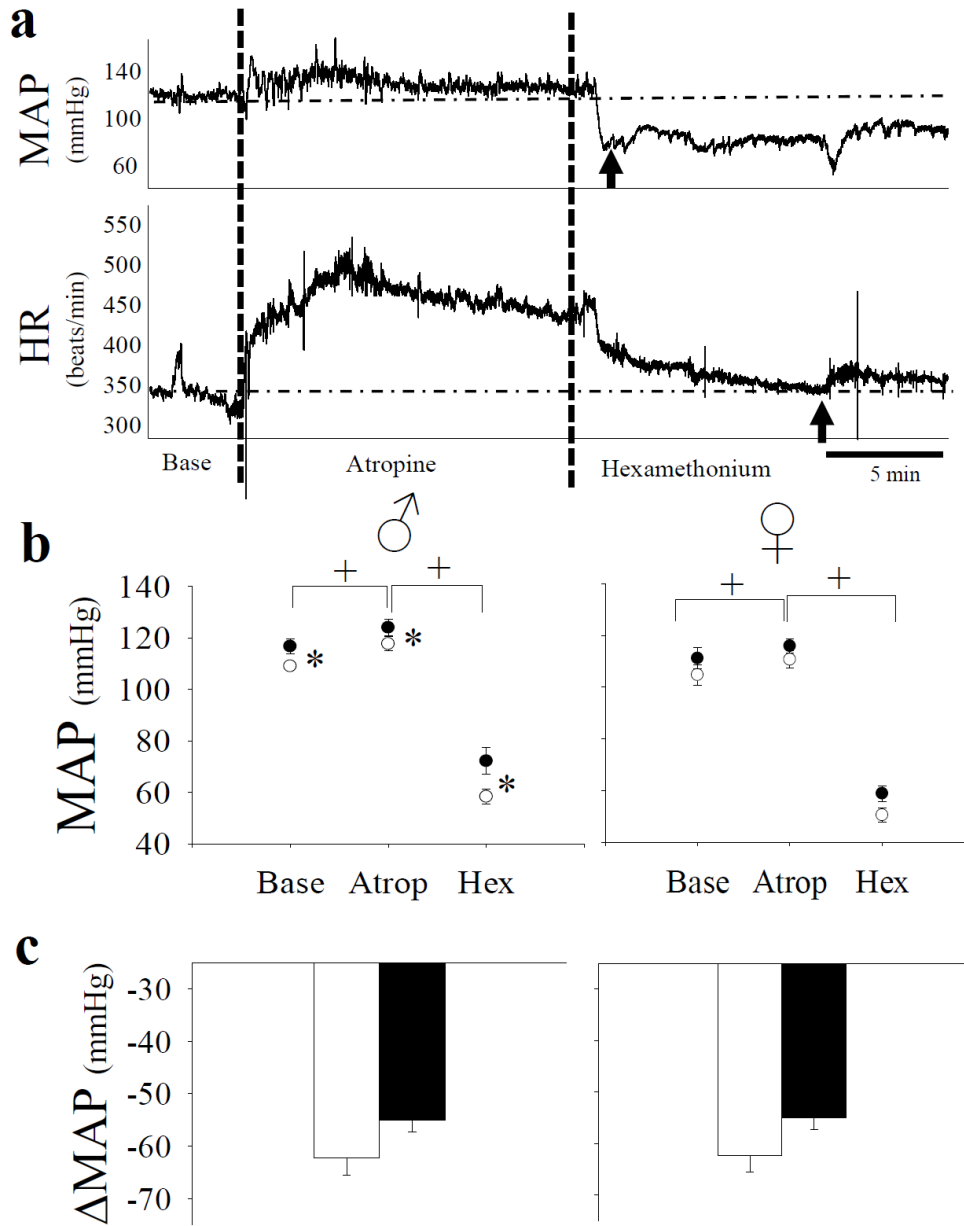 a
MAP
(mmHg)
140
100
60
HR
(beats/min)
550
500
450
400
350
300
Base
Atropine
Hexamethonium
5 min
b
♂
♀
+
+
+
+
MAP (mmHg)
140
120
100
80
60
40
*
*
*
Base Atrop Hex
Base Atrop Hex
c
ΔMAP (mmHg)
-30
-40
-50
-60
-70